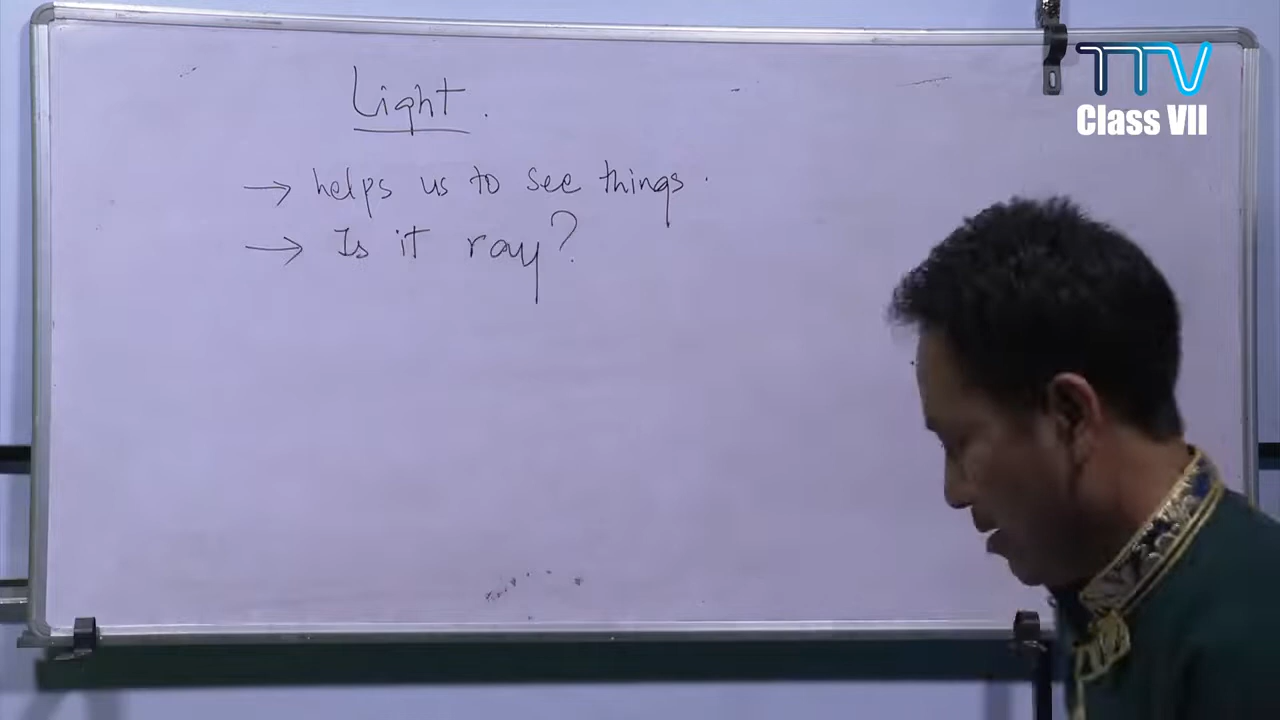 TTV
Class VII
Light.
→ helps us to see things.
→ Is it ray?